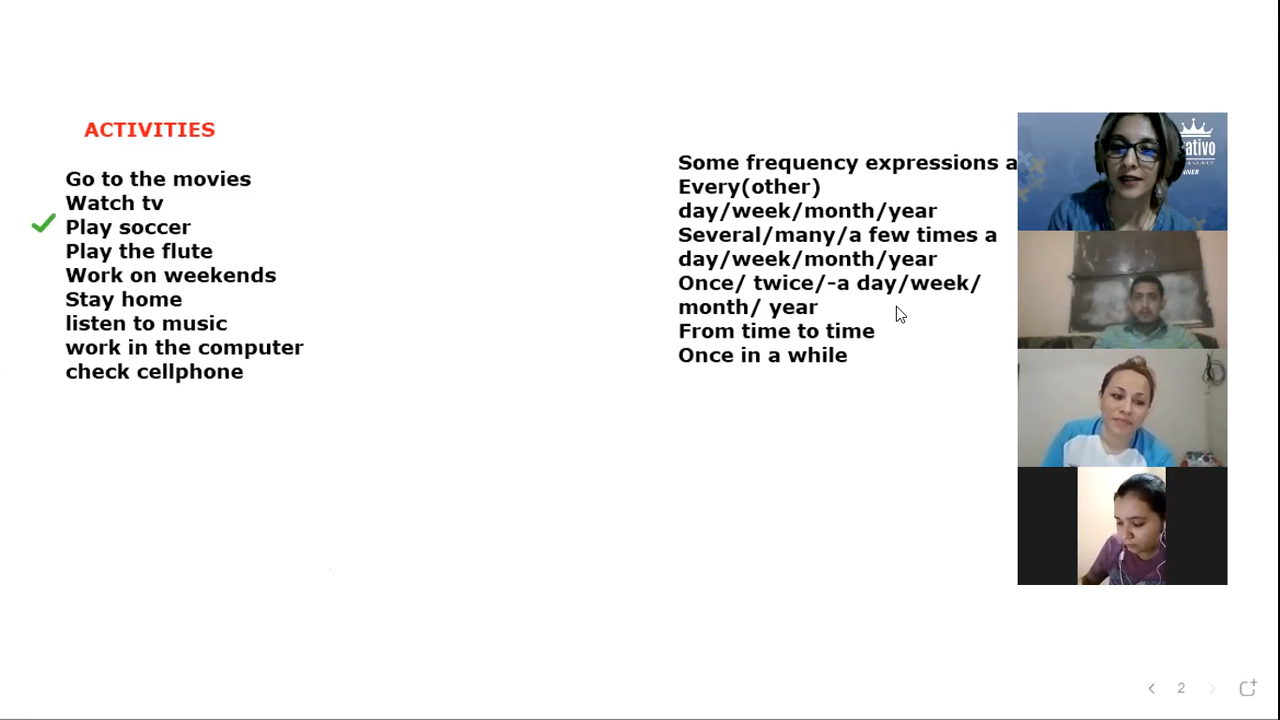 ACTIVITIES
Go to the movies
Watch tv
Play soccer
Play the flute
Work on weekends
Stay home
listen to music
work in the computer
check cellphone
Some frequency expressions a
Every(other)
day/week/month/year
Several/many/a few times a
day/week/month/year
Once/ twice/-a day/week/
month/ year
From time to time
Once in a while
ativo
NNER
2